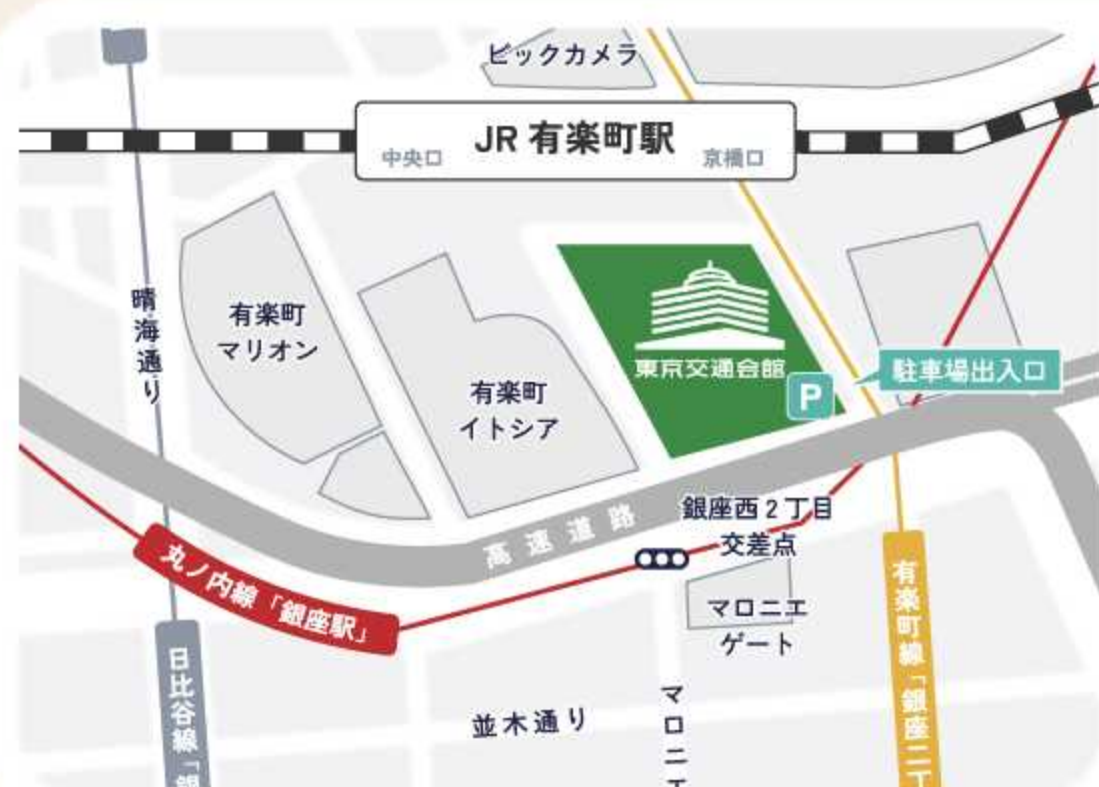 ビックカメラ
JR 有楽町駅
中央口
京橋口
晴海通り
有楽町
マリオン
有楽町
イトシア
東京交通会館
P
駐車場出入口
高速道路
銀座西2丁目
交差点
丸ノ内線「銀座駅」
マロニエ
ゲート
有楽町線「銀座二丁
日比谷線「銀
並木通り
マロニエ